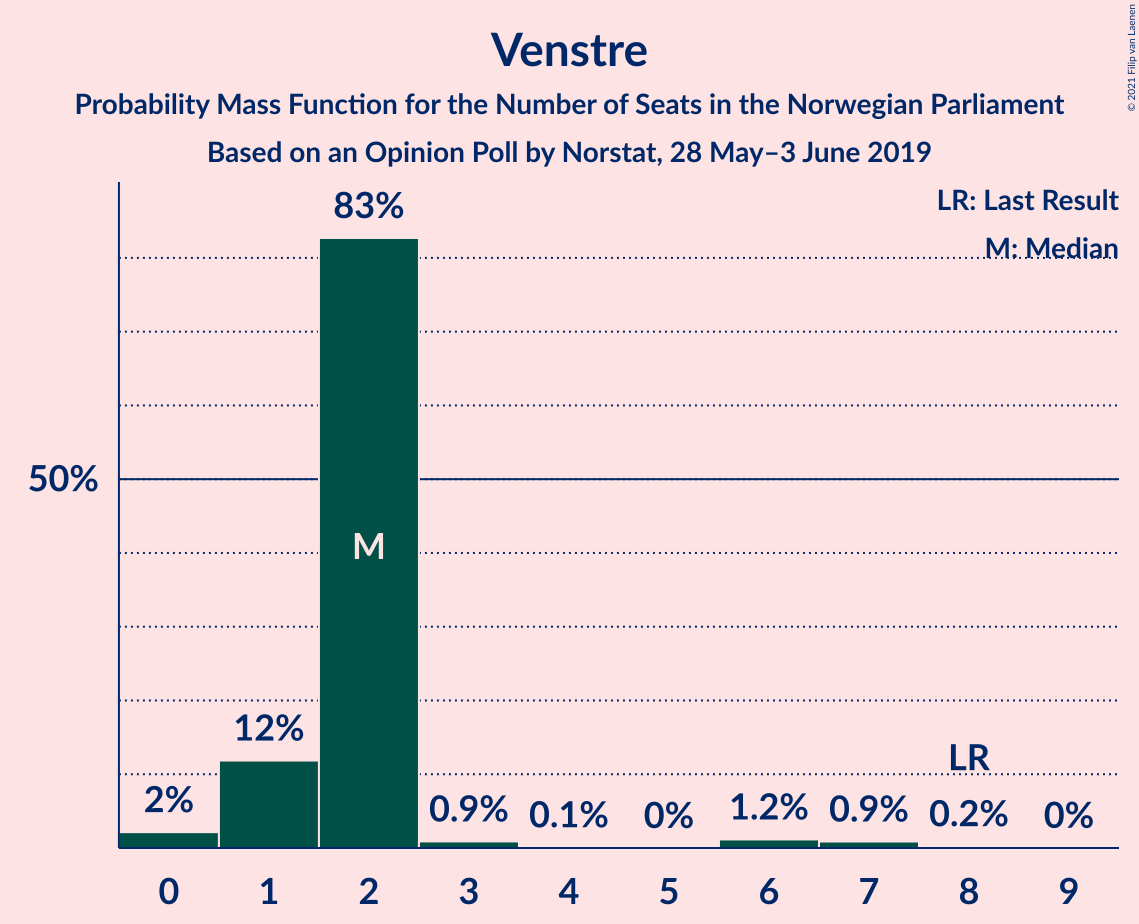 Venstre
Probability Mass Function for the Number of Seats in the Norwegian Parliament
Based on an Opinion Poll by Norstat, 28 May–3 June 2019
© 2021 Filip van Laenen
LR: Last Result
M: Median
83%
50%
M
12%
LR
2%
0.9%
0.1%
0%
1.2%
0.9%
0.2%
0%
0 1 2 3 4 5 6 7 8 9